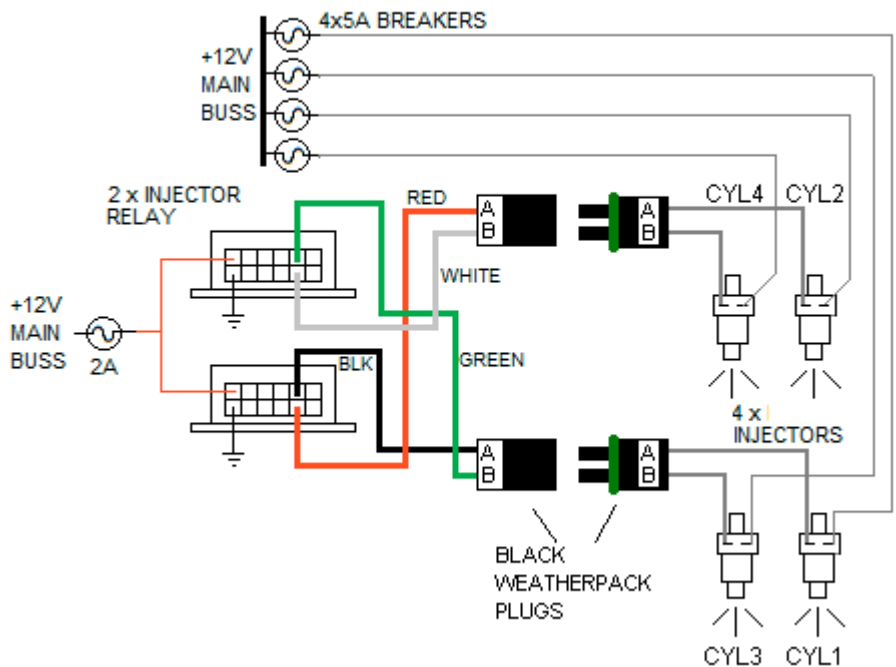 4x5A BREAKERS
+12V
MAIN
BUSS
2 x INJECTOR
RELAY
RED
A
B
A
B
CYL4 CYL2
WHITE
+12V
MAIN
BUSS
2A
BLK
GREEN
4 x
INJECTORS
A
B
A
B
BLACK
WEATHERPACK
PLUGS
CYL3 CYL1